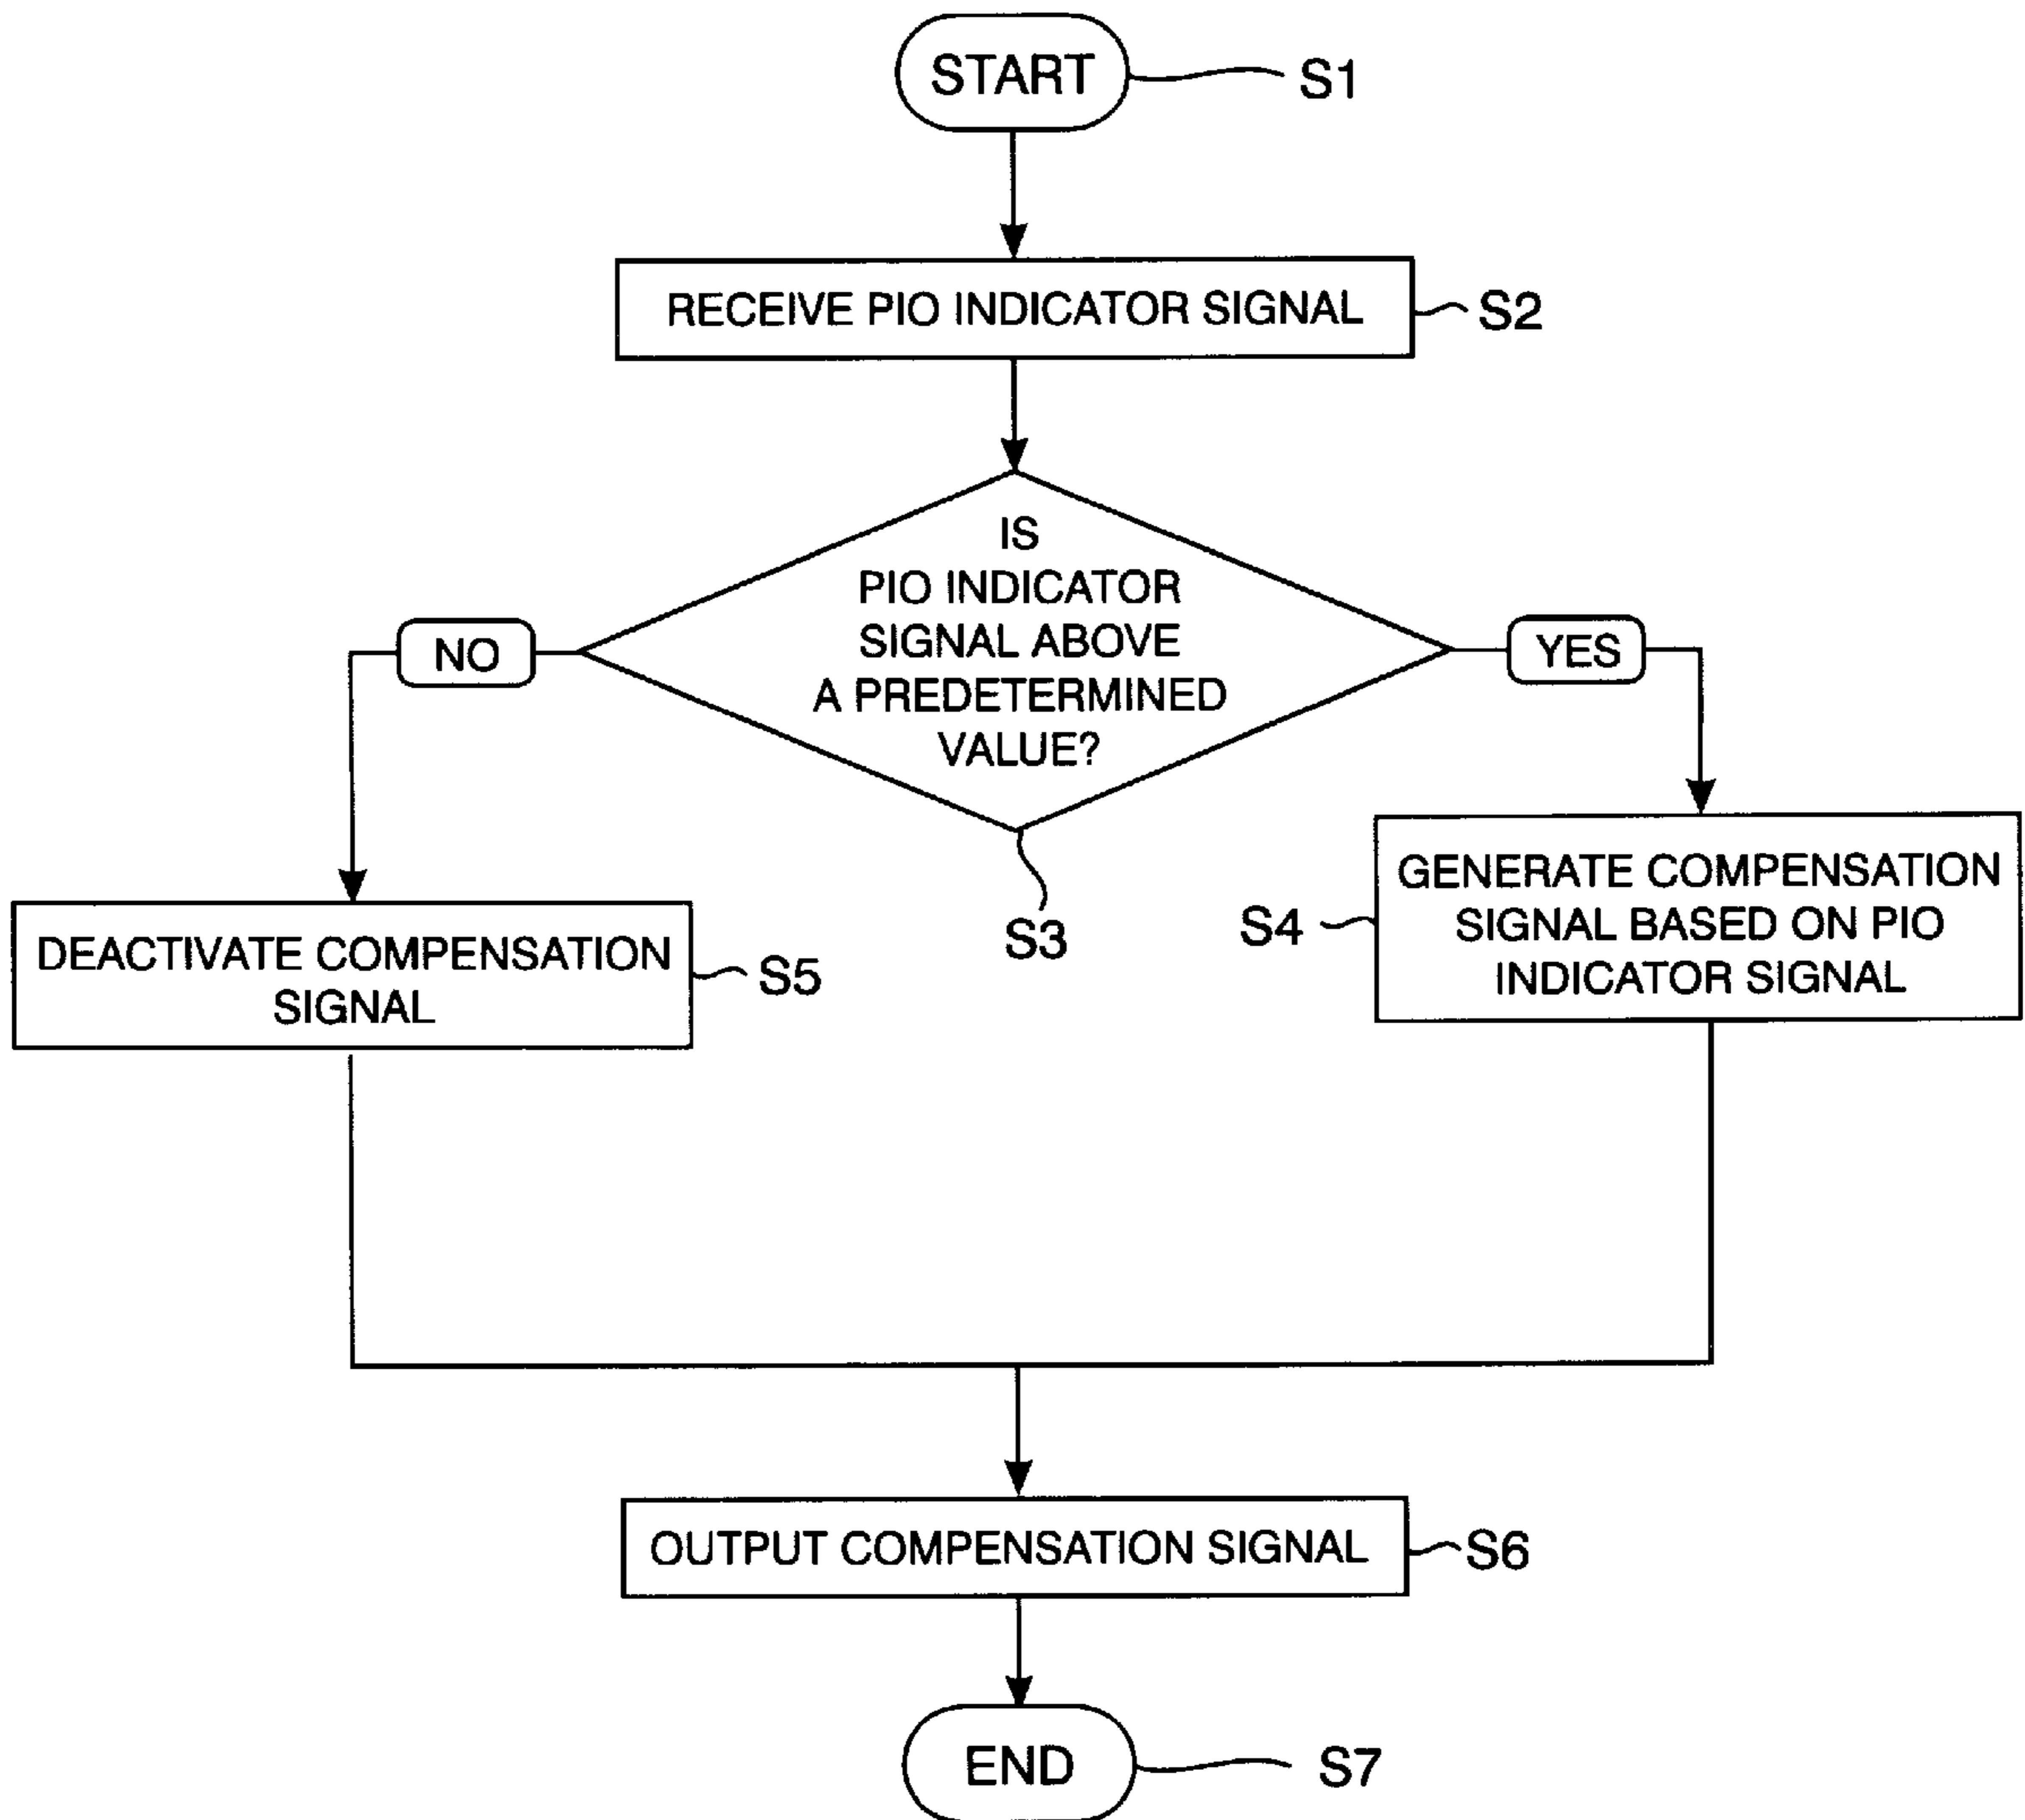 START
S1
RECEIVE PIO INDICATOR SIGNAL
S2
IS
PIO INDICATOR
SIGNAL ABOVE
A PREDETERMINED
VALUE?
NO
YES
S3
GENERATE COMPENSATION
SIGNAL BASED ON PIO
INDICATOR SIGNAL
S4
DEACTIVATE COMPENSATION
SIGNAL
S5
OUTPUT COMPENSATION SIGNAL
S6
END
S7